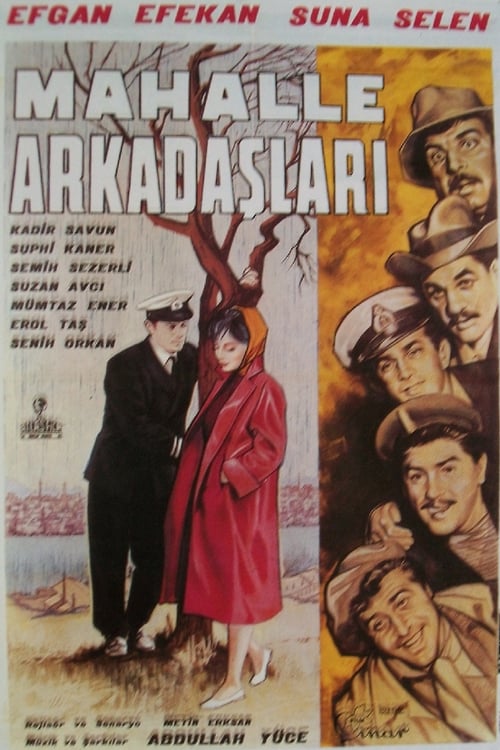 EFGAN EFEKAN SUNA SELEN
MAHALLE
ARKADAŞLARI
KADİR SAVUN
SUPHİ KANER
SEMİH SEZERLİ
SUZAN AVCI
MÜMTAZ ENER
EROL TAŞ
SENİH ORKAN
Rejisör ve Senaryo METİN ERKSAN
Müzik ve Şarkılar ABDULLAH YÜCE